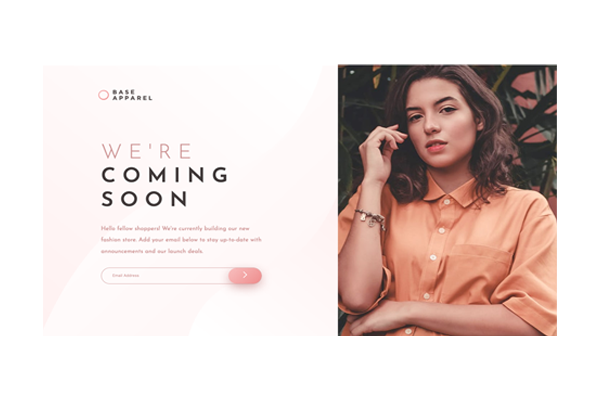 BASE
APPAREL
WE'RE
COMING
SOON
Hello fellow shoppers! We're currently building our new
fashion store. Add your email below to stay up-to-date with
announcements and our launch deals.
Email Address